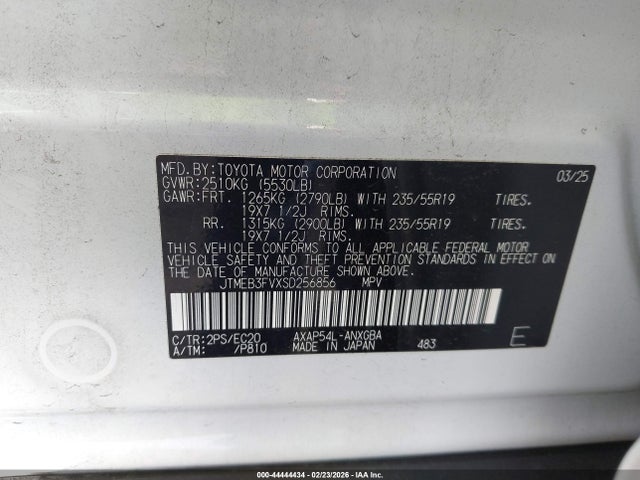 MFD.BY:TOYOTA MOTOR CORPORATION 03/25
GVWR:2510KG (5530LB)
GAWR:FRT. 1265KG (2790LB) WITH 235/55R19 TIRES.
19X7 1/2J RIMS.
RR. 1315KG (2900LB) WITH 235/55R19 TIRES.
19X7 1/2J RIMS.
THIS VEHICLE CONFORMS TO ALL APPLICABLE FEDERAL MOTOR
VEHICLE SAFETY AND THEFT PREVENTION STANDARDS IN EFFECT ON
THE DATE OF MANUFACTURE SHOWN ABOVE.
JTMEB3FVXSD256856 MPV
C/TR:2PS/EC20 AXAP54L-ANXGBA
A/TM: /P810 MADE IN JAPAN 483 E
000-44444434 | 02/23/2026 - IAA Inc.